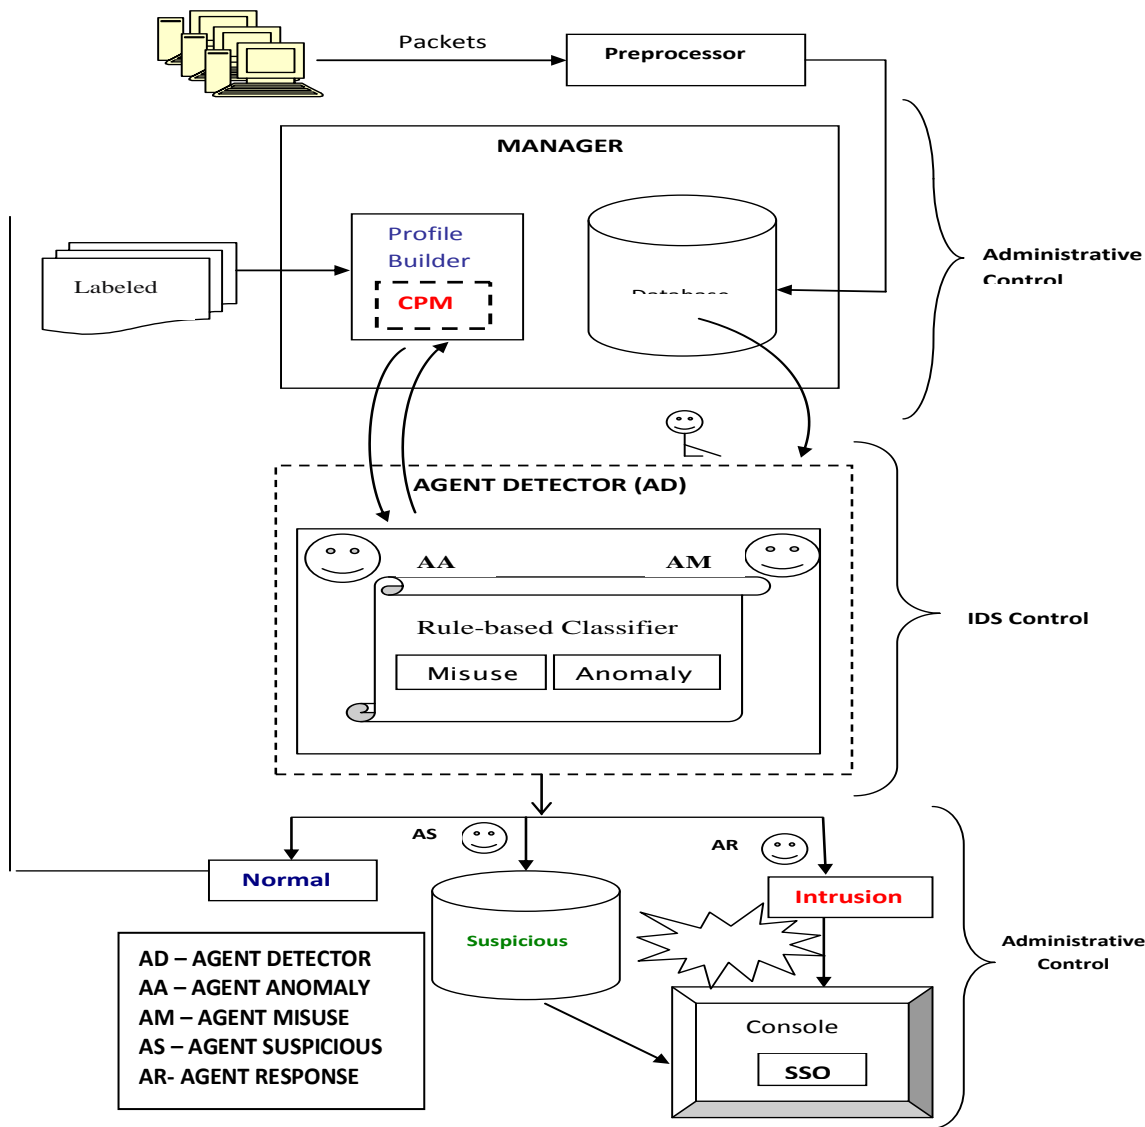 Packets
Preprocessor
MANAGER
Profile
Builder
CPM
Labeled
Database
Administrative
Control
AGENT DETECTOR (AD)
AA
AM
Rule-based Classifier
Misuse
Anomaly
IDS Control
AS
AR
Normal
Suspicious
Intrusion
Administrative
Control
AD – AGENT DETECTOR
AA – AGENT ANOMALY
AM – AGENT MISUSE
AS – AGENT SUSPICIOUS
AR- AGENT RESPONSE
Console
SSO